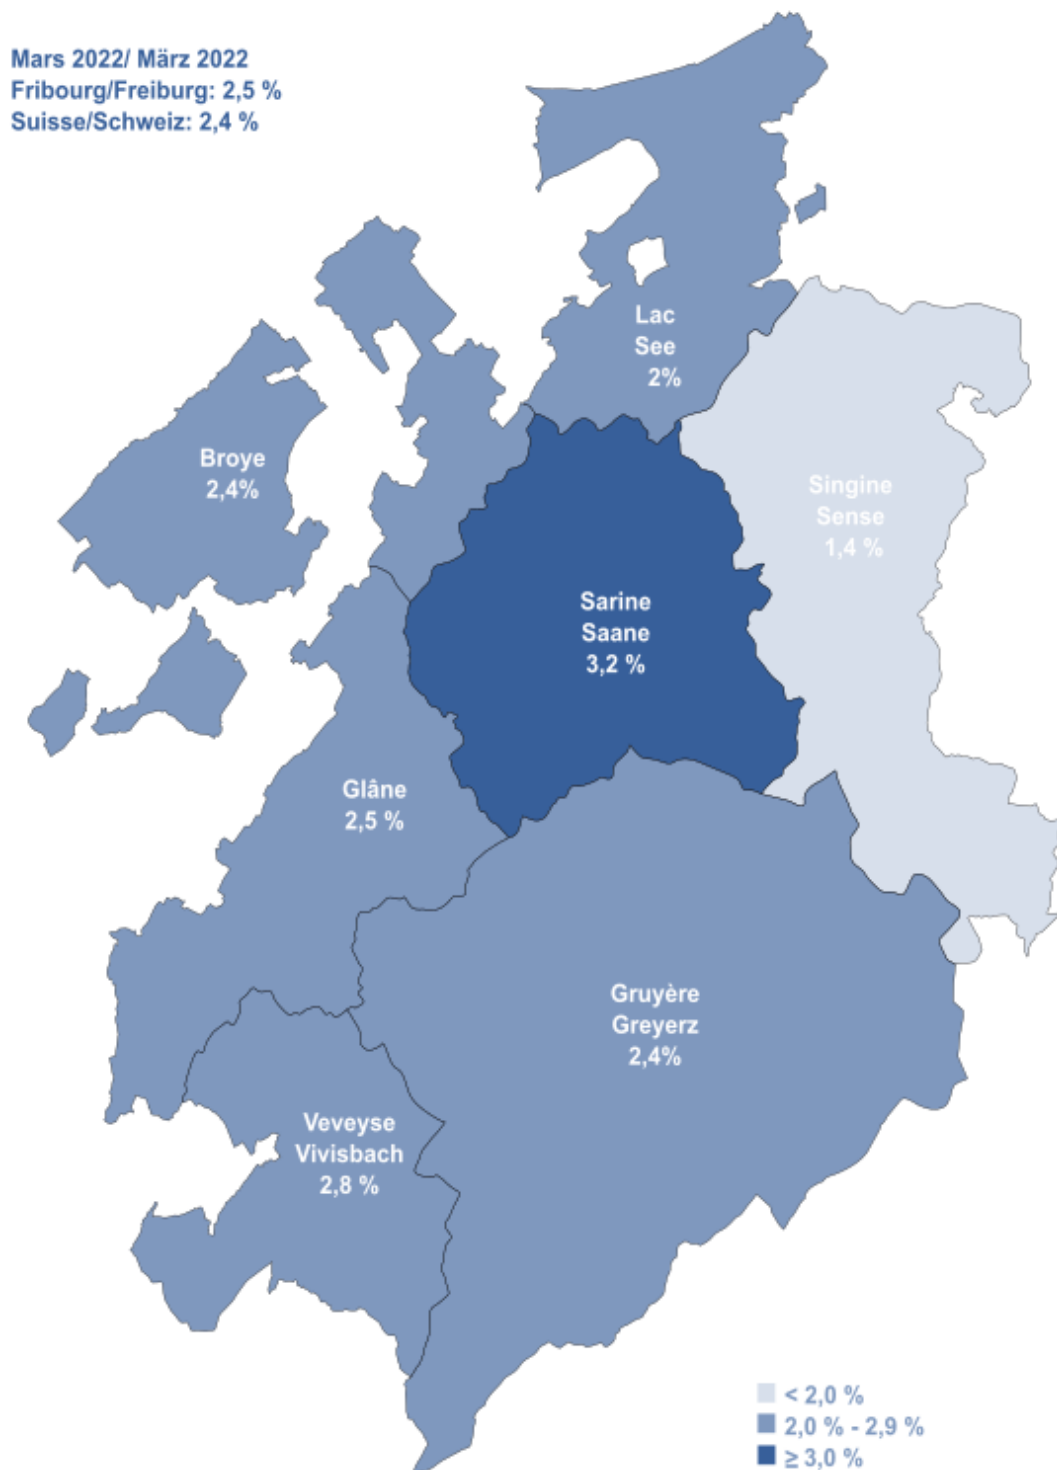 Mars 2022/ März 2022
Fribourg/Freiburg: 2,5 %
Suisse/Schweiz: 2,4 %
Lac
See
2%
Broye
2,4%
Singine
Sense
1,4 %
Sarine
Saane
3,2 %
Glâne
2,5 %
Gruyère
Greyerz
2,4%
Veveyse
Vivisbach
2,8 %
< 2,0 %
2,0 % - 2,9 %
≥ 3,0 %